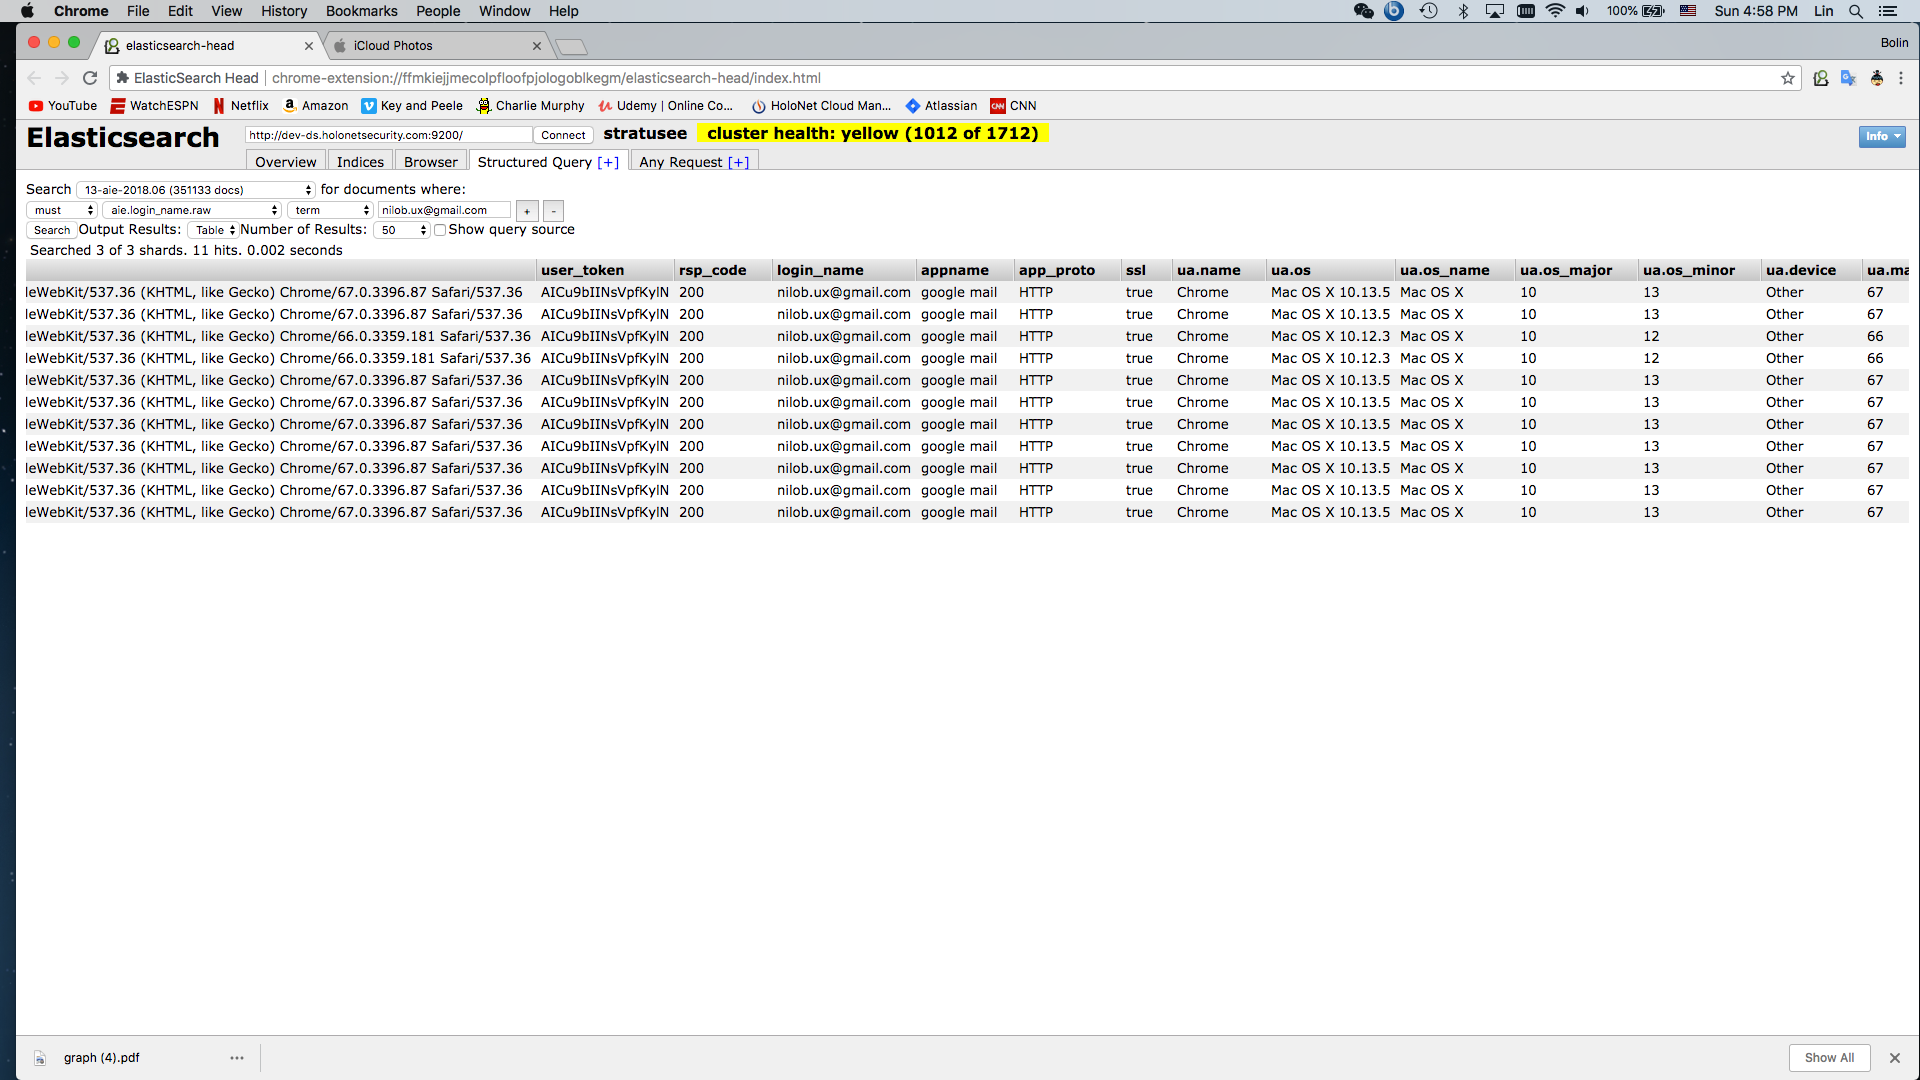 Chrome File Edit View History Bookmarks People Window Help 100% Sun 4:58 PM Lin
elasticsearch-head iCloud Photos Bolin
ElasticSearch Head chrome-extension://ffmkiejjmecolpfloofpjologoblkegm/elasticsearch-head/index.html
YouTube WatchESPN Netflix Amazon Key and Peele Charlie Murphy Udemy | Online Co... HoloNet Cloud Man... Atlassian CNN
Elasticsearch http://dev-ds.holonetsecurity.com:9200/ Connect stratusee cluster health: yellow (1012 of 1712) Info
Overview Indices Browser Structured Query [+] Any Request [+]
Search 13-aie-2018.06 (351133 docs) for documents where:
must aie.login_name.raw term nilob.ux@gmail.com + -
Search Output Results: Table Number of Results: 50 Show query source
Searched 3 of 3 shards. 11 hits. 0.002 seconds
user_token rsp_code login_name appname app_proto ssl ua.name ua.os ua.os_name ua.os_major ua.os_minor ua.device ua.ma
leWebKit/537.36 (KHTML, like Gecko) Chrome/67.0.3396.87 Safari/537.36 AICu9bIINsVpfKylN 200 nilob.ux@gmail.com google mail HTTP true Chrome Mac OS X 10.13.5 Mac OS X 10 13 Other 67
leWebKit/537.36 (KHTML, like Gecko) Chrome/67.0.3396.87 Safari/537.36 AICu9bIINsVpfKylN 200 nilob.ux@gmail.com google mail HTTP true Chrome Mac OS X 10.13.5 Mac OS X 10 13 Other 67
leWebKit/537.36 (KHTML, like Gecko) Chrome/66.0.3359.181 Safari/537.36 AICu9bIINsVpfKylN 200 nilob.ux@gmail.com google mail HTTP true Chrome Mac OS X 10.12.3 Mac OS X 10 12 Other 66
leWebKit/537.36 (KHTML, like Gecko) Chrome/66.0.3359.181 Safari/537.36 AICu9bIINsVpfKylN 200 nilob.ux@gmail.com google mail HTTP true Chrome Mac OS X 10.12.3 Mac OS X 10 12 Other 66
leWebKit/537.36 (KHTML, like Gecko) Chrome/67.0.3396.87 Safari/537.36 AICu9bIINsVpfKylN 200 nilob.ux@gmail.com google mail HTTP true Chrome Mac OS X 10.13.5 Mac OS X 10 13 Other 67
leWebKit/537.36 (KHTML, like Gecko) Chrome/67.0.3396.87 Safari/537.36 AICu9bIINsVpfKylN 200 nilob.ux@gmail.com google mail HTTP true Chrome Mac OS X 10.13.5 Mac OS X 10 13 Other 67
leWebKit/537.36 (KHTML, like Gecko) Chrome/67.0.3396.87 Safari/537.36 AICu9bIINsVpfKylN 200 nilob.ux@gmail.com google mail HTTP true Chrome Mac OS X 10.13.5 Mac OS X 10 13 Other 67
leWebKit/537.36 (KHTML, like Gecko) Chrome/67.0.3396.87 Safari/537.36 AICu9bIINsVpfKylN 200 nilob.ux@gmail.com google mail HTTP true Chrome Mac OS X 10.13.5 Mac OS X 10 13 Other 67
leWebKit/537.36 (KHTML, like Gecko) Chrome/67.0.3396.87 Safari/537.36 AICu9bIINsVpfKylN 200 nilob.ux@gmail.com google mail HTTP true Chrome Mac OS X 10.13.5 Mac OS X 10 13 Other 67
leWebKit/537.36 (KHTML, like Gecko) Chrome/67.0.3396.87 Safari/537.36 AICu9bIINsVpfKylN 200 nilob.ux@gmail.com google mail HTTP true Chrome Mac OS X 10.13.5 Mac OS X 10 13 Other 67
leWebKit/537.36 (KHTML, like Gecko) Chrome/67.0.3396.87 Safari/537.36 AICu9bIINsVpfKylN 200 nilob.ux@gmail.com google mail HTTP true Chrome Mac OS X 10.13.5 Mac OS X 10 13 Other 67
graph (4).pdf Show All